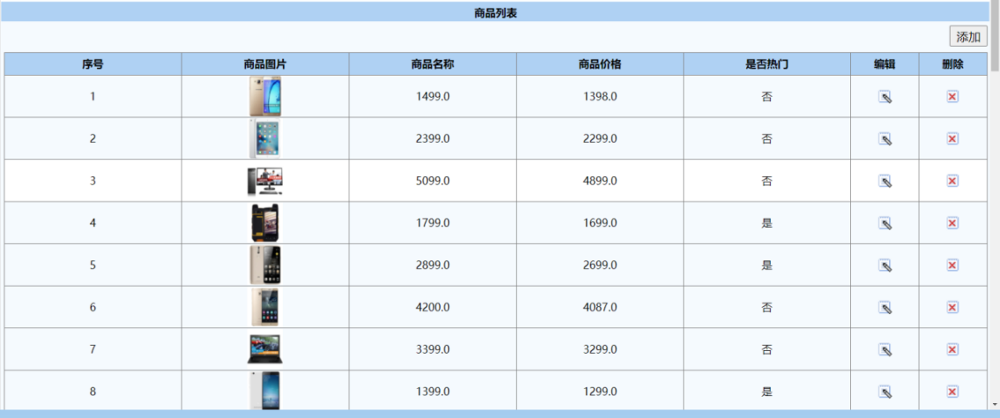 商品列表
添加
序号 商品图片 商品名称 商品价格 是否热门 编辑 删除
1 1499.0 1398.0 否
2 2399.0 2299.0 否
3 5099.0 4899.0 否
4 1799.0 1699.0 是
5 2899.0 2699.0 是
6 4200.0 4087.0 否
7 3399.0 3299.0 否
8 1399.0 1299.0 是